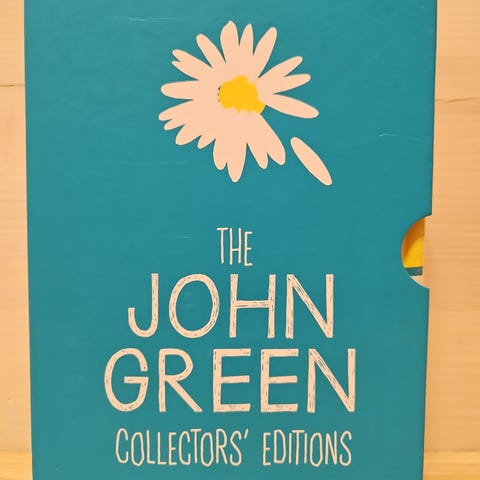 THE
JOHN
GREEN
COLLECTORS' EDITIONS